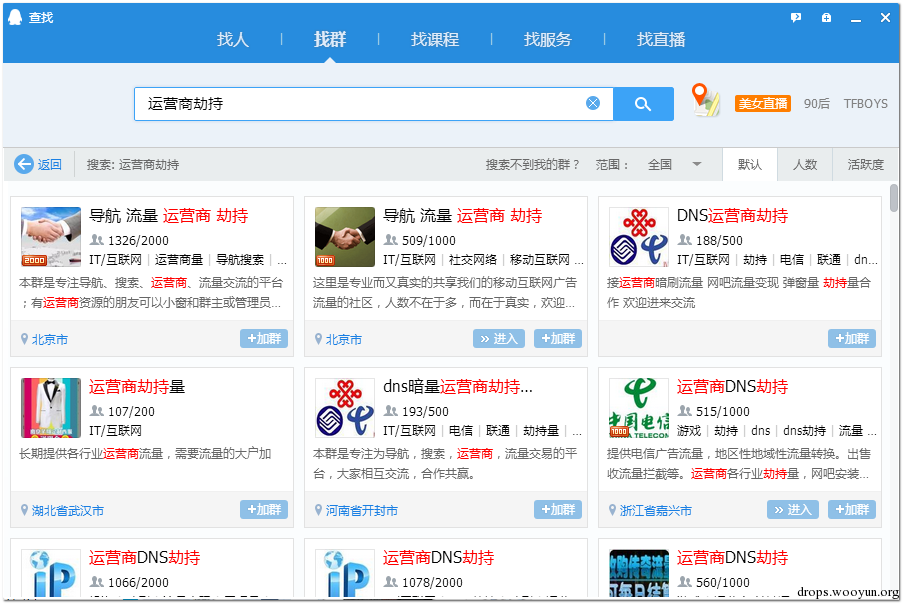 查找
找人 | 找群 | 找课程 | 找服务 | 找直播
运营商劫持
美女直播 90后 TFBOYS
返回 搜索: 运营商劫持 搜索不到我的群？ 范围： 全国 默认 人数 活跃度
导航 流量 运营商 劫持
1326/2000
IT/互联网 | 运营商量 | 导航搜索 | ...
2000
本群是专注导航、搜索、运营商、流量交流的平台
；有运营商资源的朋友可以小窗和群主或管理员...
北京市 +加群
导航 流量 运营商 劫持
509/1000
IT/互联网 | 社交网络 | 移动互联网 ...
1000
这里是专业而又真实的共享我们的移动互联网广告
流量的社区，人数不在于多，而在于真实，欢迎...
北京市 >> 进入 +加群
DNS运营商劫持
188/500
IT/互联网 | 劫持 | 电信 | 联通 | dn...
接运营商暗刷流量 网吧流量变现 弹窗量 劫持量合
作 欢迎进来交流
+加群
运营商劫持量
107/200
IT/互联网
长期提供各行业运营商流量，需要流量的大户加
湖北省武汉市 +加群
dns暗量运营商劫持...
193/500
IT/互联网 | 电信 | 联通 | 劫持量 | ...
本群是专注为导航，搜索，运营商，流量交易的平
台，大家相互交流，合作共赢。
河南省开封市 +加群
运营商DNS劫持
515/1000
游戏 | 劫持 | dns | dns劫持 | 流量 ...
中国电信
1000
提供电信广告流量，地区性地域性流量转换。出售
收流量拦截等。运营商各行业劫持量，网吧安装...
浙江省嘉兴市 >> 进入 +加群
运营商DNS劫持
1066/2000
IP
运营商DNS劫持
1078/2000
IP
运营商DNS劫持
560/1000
收购传奇流量
drops.wooyun.org